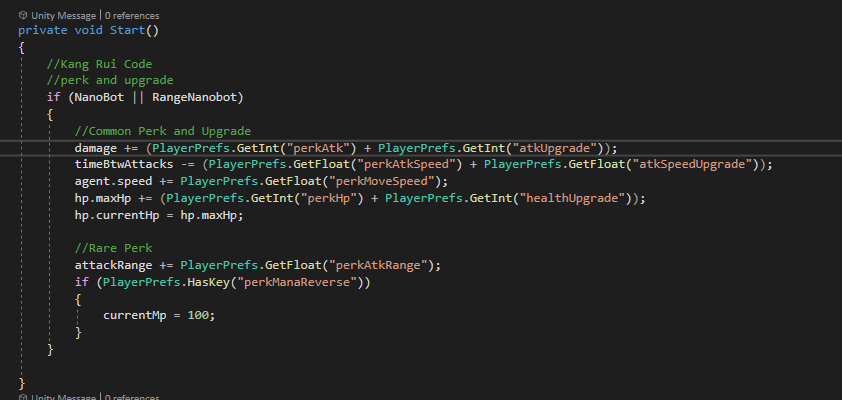 Unity Message | 0 references
private void Start()
{
//Kang Rui Code
//perk and upgrade
if (NanoBot || RangeNanobot)
{
//Common Perk and Upgrade
damage += (PlayerPrefs.GetInt("perkAtk") + PlayerPrefs.GetInt("atkUpgrade"));
timeBtwAttacks -= (PlayerPrefs.GetFloat("perkAtkSpeed") + PlayerPrefs.GetFloat("atkSpeedUpgrade"));
agent.speed += PlayerPrefs.GetFloat("perkMoveSpeed");
hp.maxHp += (PlayerPrefs.GetInt("perkHp") + PlayerPrefs.GetInt("healthUpgrade"));
hp.currentHp = hp.maxHp;
//Rare Perk
attackRange += PlayerPrefs.GetFloat("perkAtkRange");
if (PlayerPrefs.HasKey("perkManaReverse"))
{
currentMp = 100;
}
}
}
Unity Message | 0 references